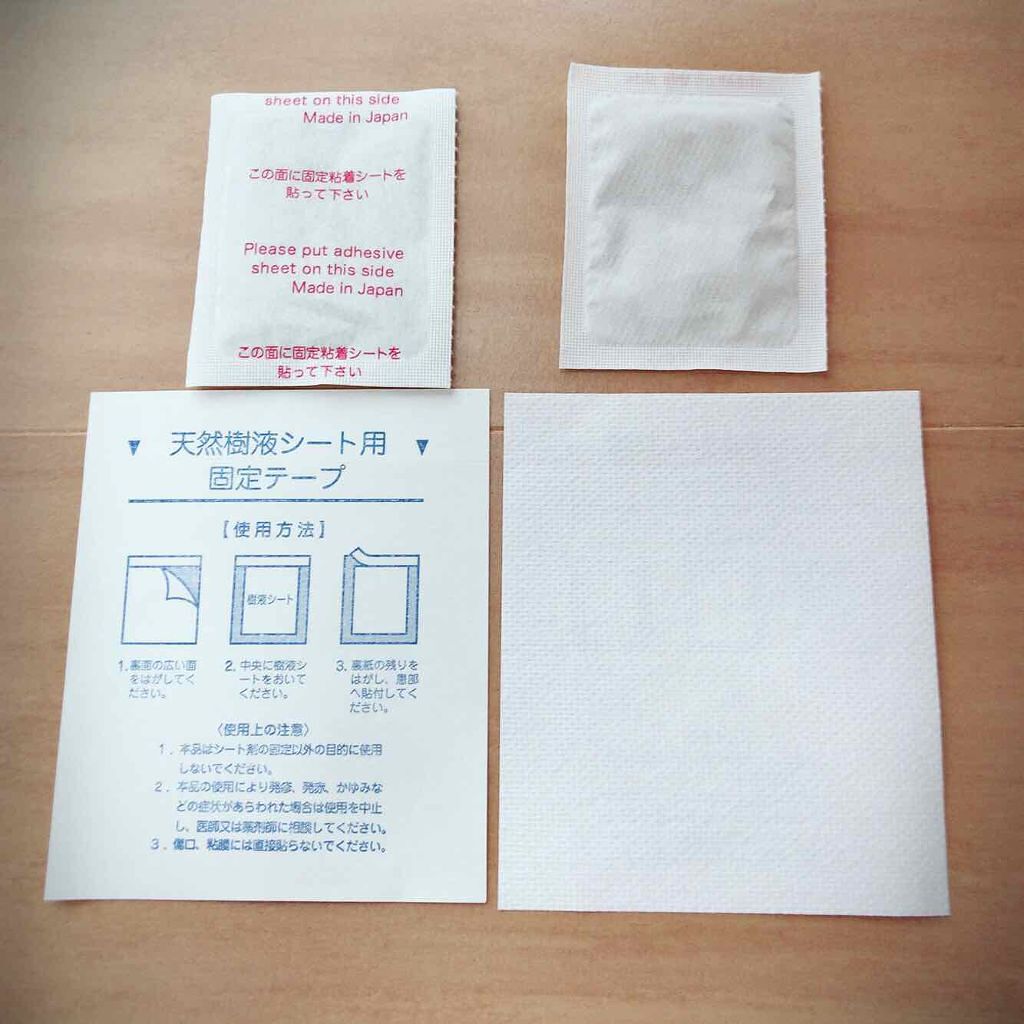 sheet on this side
Made in Japan
この面に固定粘着シートを
貼って下さい
Please put adhesive
sheet on this side
Made in Japan
この面に固定粘着シートを
貼って下さい
▼ 天然樹液シート用 ▼
固定テープ
【使用方法】
樹液シート
1. 裏面の広い面
をはがしてく
ださい。
2. 中央に樹液シ
ートをおいて
ください。
3. 裏紙の残りを
はがし、患部
へ貼付してく
ださい。
〈使用上の注意〉
1. 本品はシート剤の固定以外の目的に使用
しないでください。
2. 本品の使用により発疹、発赤、かゆみな
どの症状があらわれた場合は使用を中止
し、医師又は薬剤師に相談してください。
3. 傷口、粘膜には直接貼らないでください。